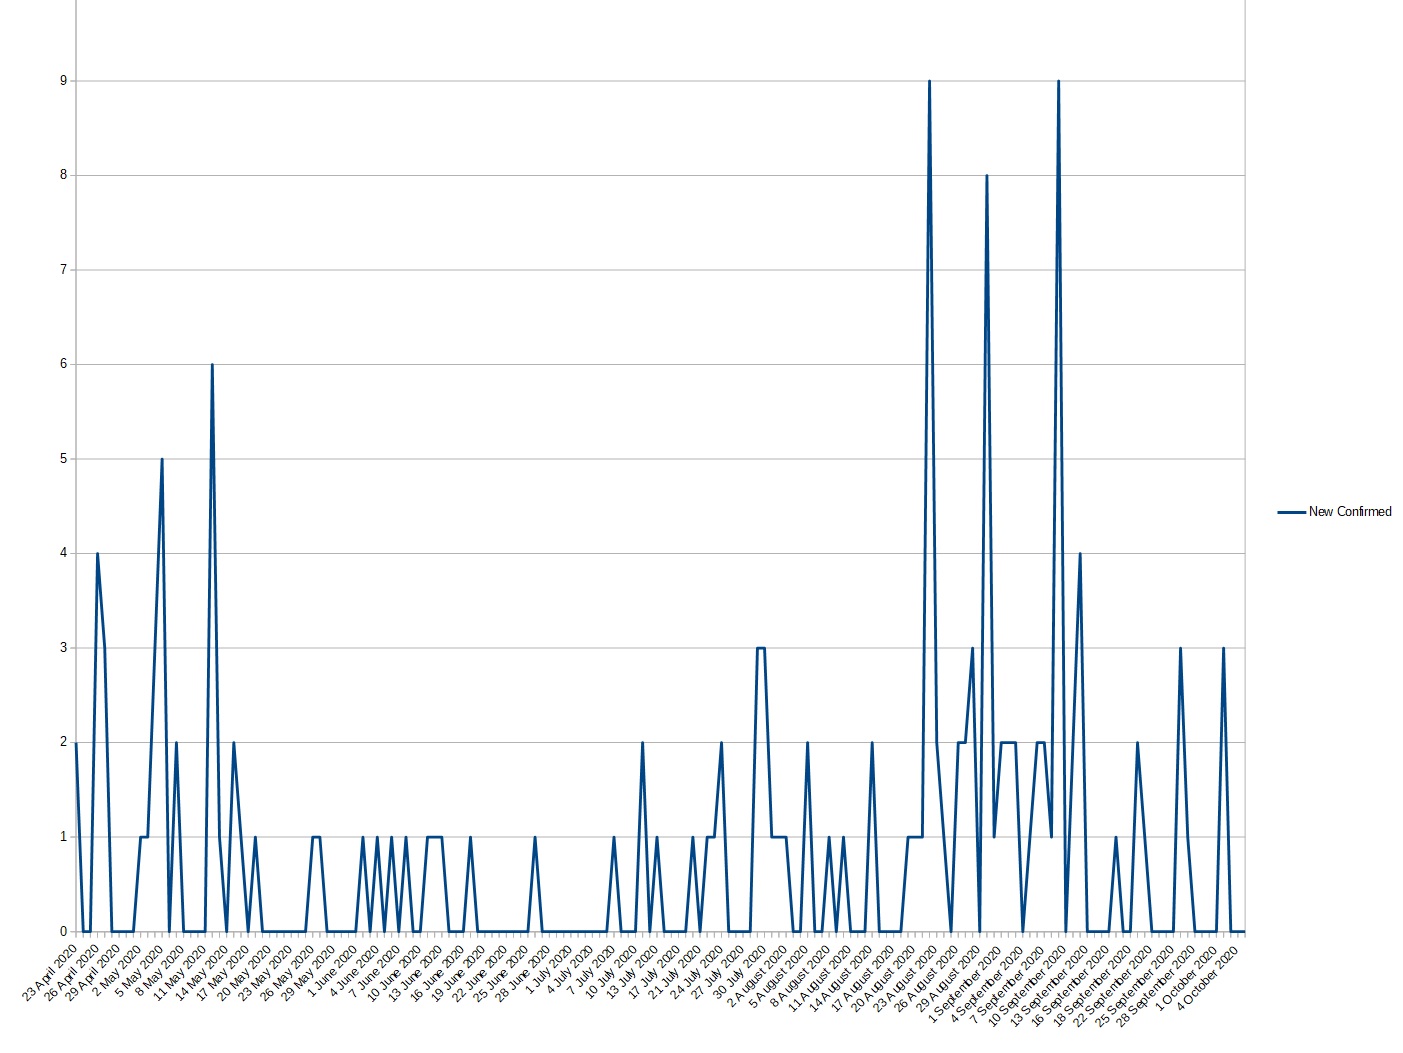 9
8
7
6
5
4
3
2
1
0
New Confirmed
23 April 2020
26 April 2020
29 April 2020
2 May 2020
5 May 2020
8 May 2020
11 May 2020
14 May 2020
17 May 2020
20 May 2020
23 May 2020
26 May 2020
29 May 2020
1 June 2020
4 June 2020
7 June 2020
10 June 2020
13 June 2020
16 June 2020
19 June 2020
22 June 2020
25 June 2020
28 June 2020
1 July 2020
4 July 2020
7 July 2020
10 July 2020
13 July 2020
17 July 2020
21 July 2020
24 July 2020
27 July 2020
30 July 2020
2 August 2020
5 August 2020
8 August 2020
11 August 2020
14 August 2020
17 August 2020
20 August 2020
23 August 2020
26 August 2020
29 August 2020
1 September 2020
4 September 2020
7 September 2020
10 September 2020
13 September 2020
16 September 2020
18 September 2020
22 September 2020
25 September 2020
28 September 2020
1 October 2020
4 October 2020